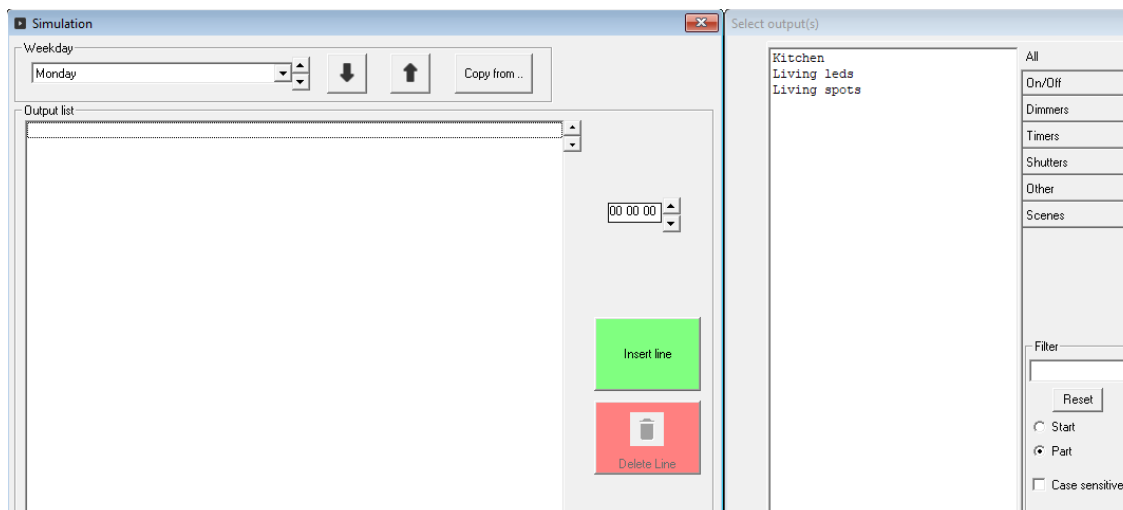 Simulation
Weekday
Monday
Copy from ..
Output list
00 00 00
Insert line
Delete Line
Select output(s)
Kitchen
Living leds
Living spots
All
On/Off
Dimmers
Timers
Shutters
Other
Scenes
Filter
Reset
Start
Part
Case sensitive